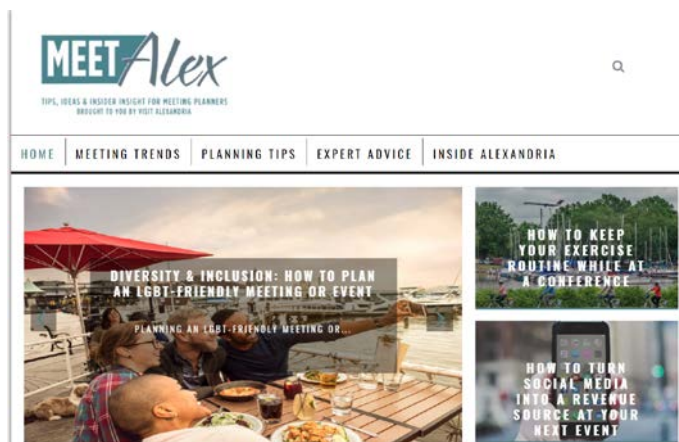 MEET Alex
TIPS, IDEAS & INSIDER INSIGHT FOR MEETING PLANNERS
BROUGHT TO YOU BY VISIT ALEXANDRIA
HOME MEETING TRENDS PLANNING TIPS EXPERT ADVICE INSIDE ALEXANDRIA
DIVERSITY & INCLUSION: HOW TO PLAN
AN LGBT-FRIENDLY MEETING OR EVENT
PLANNING AN LGBT-FRIENDLY MEETING OR...
HOW TO KEEP
YOUR EXERCISE
ROUTINE WHILE AT
A CONFERENCE
HOW TO TURN
SOCIAL MEDIA
INTO A REVENUE
SOURCE AT YOUR
NEXT EVENT